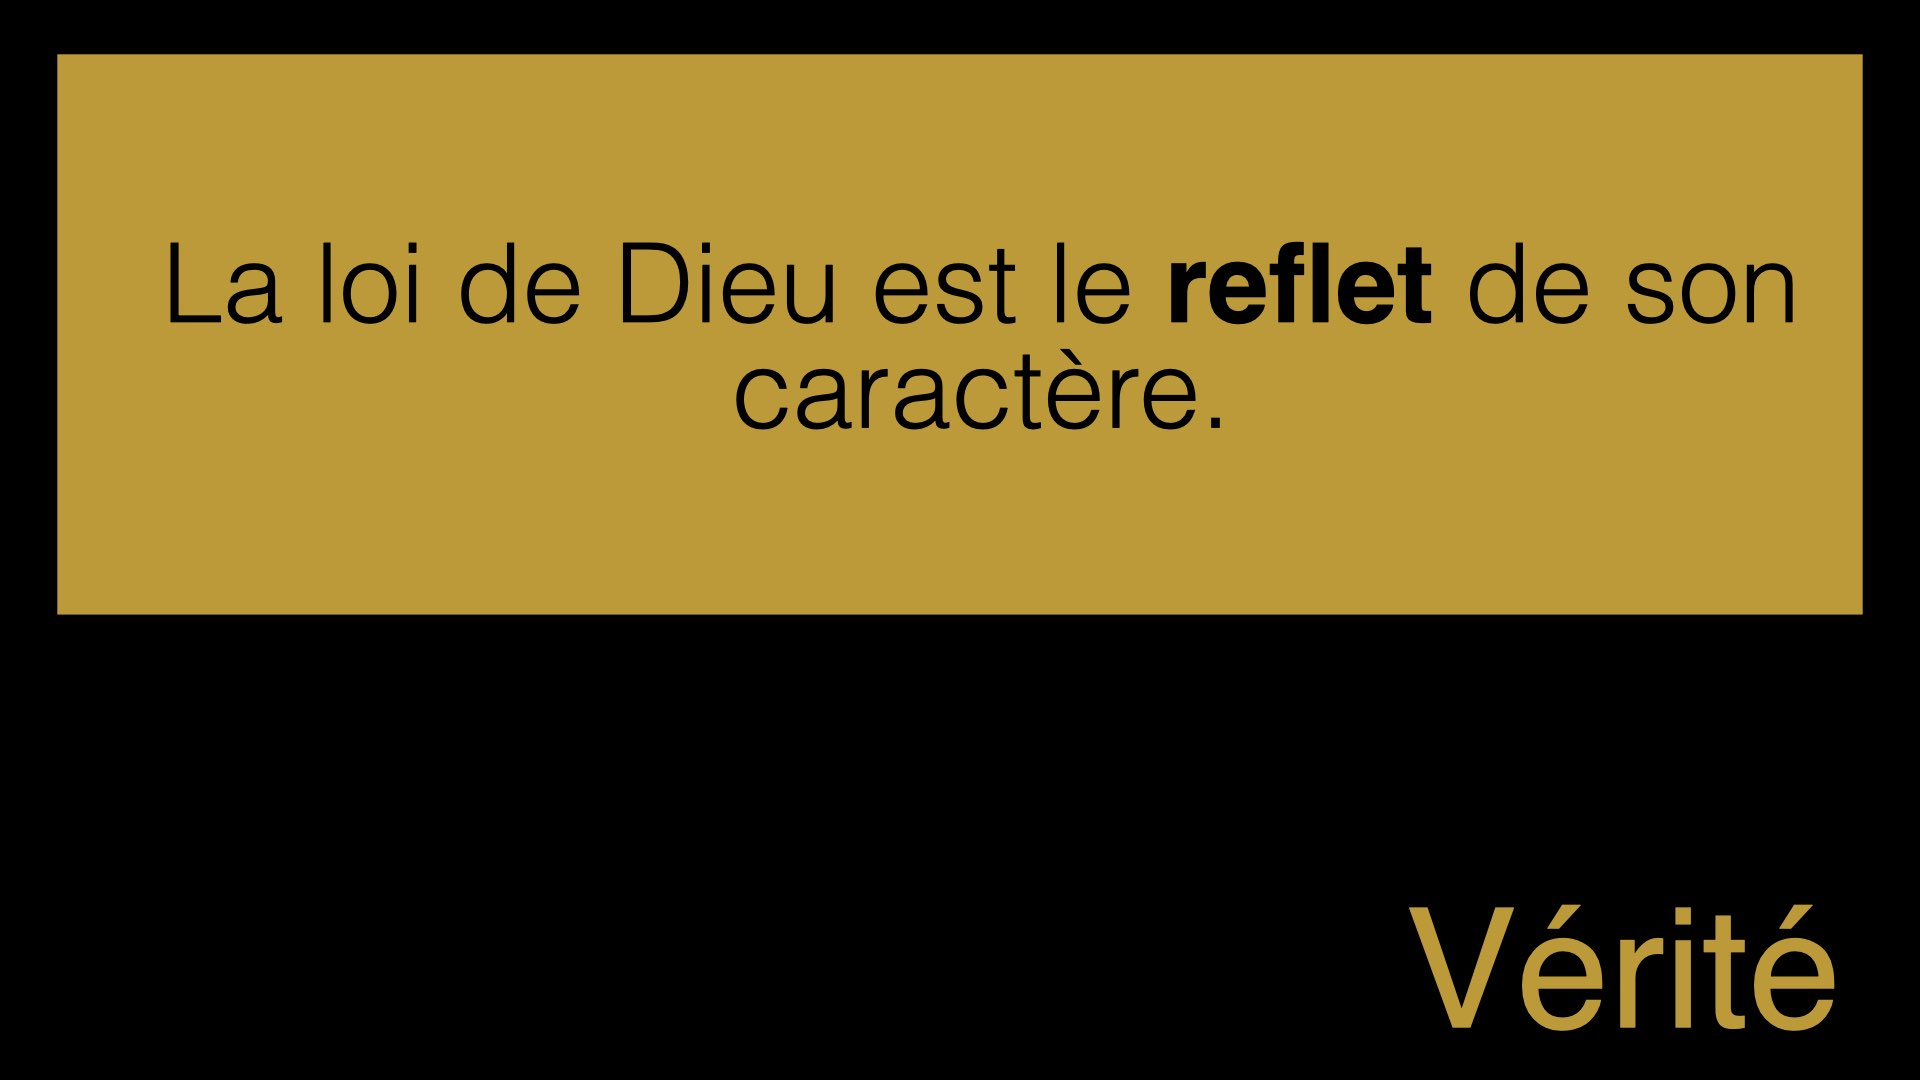 La loi de Dieu est le reflet de son
caractère.
Vérité